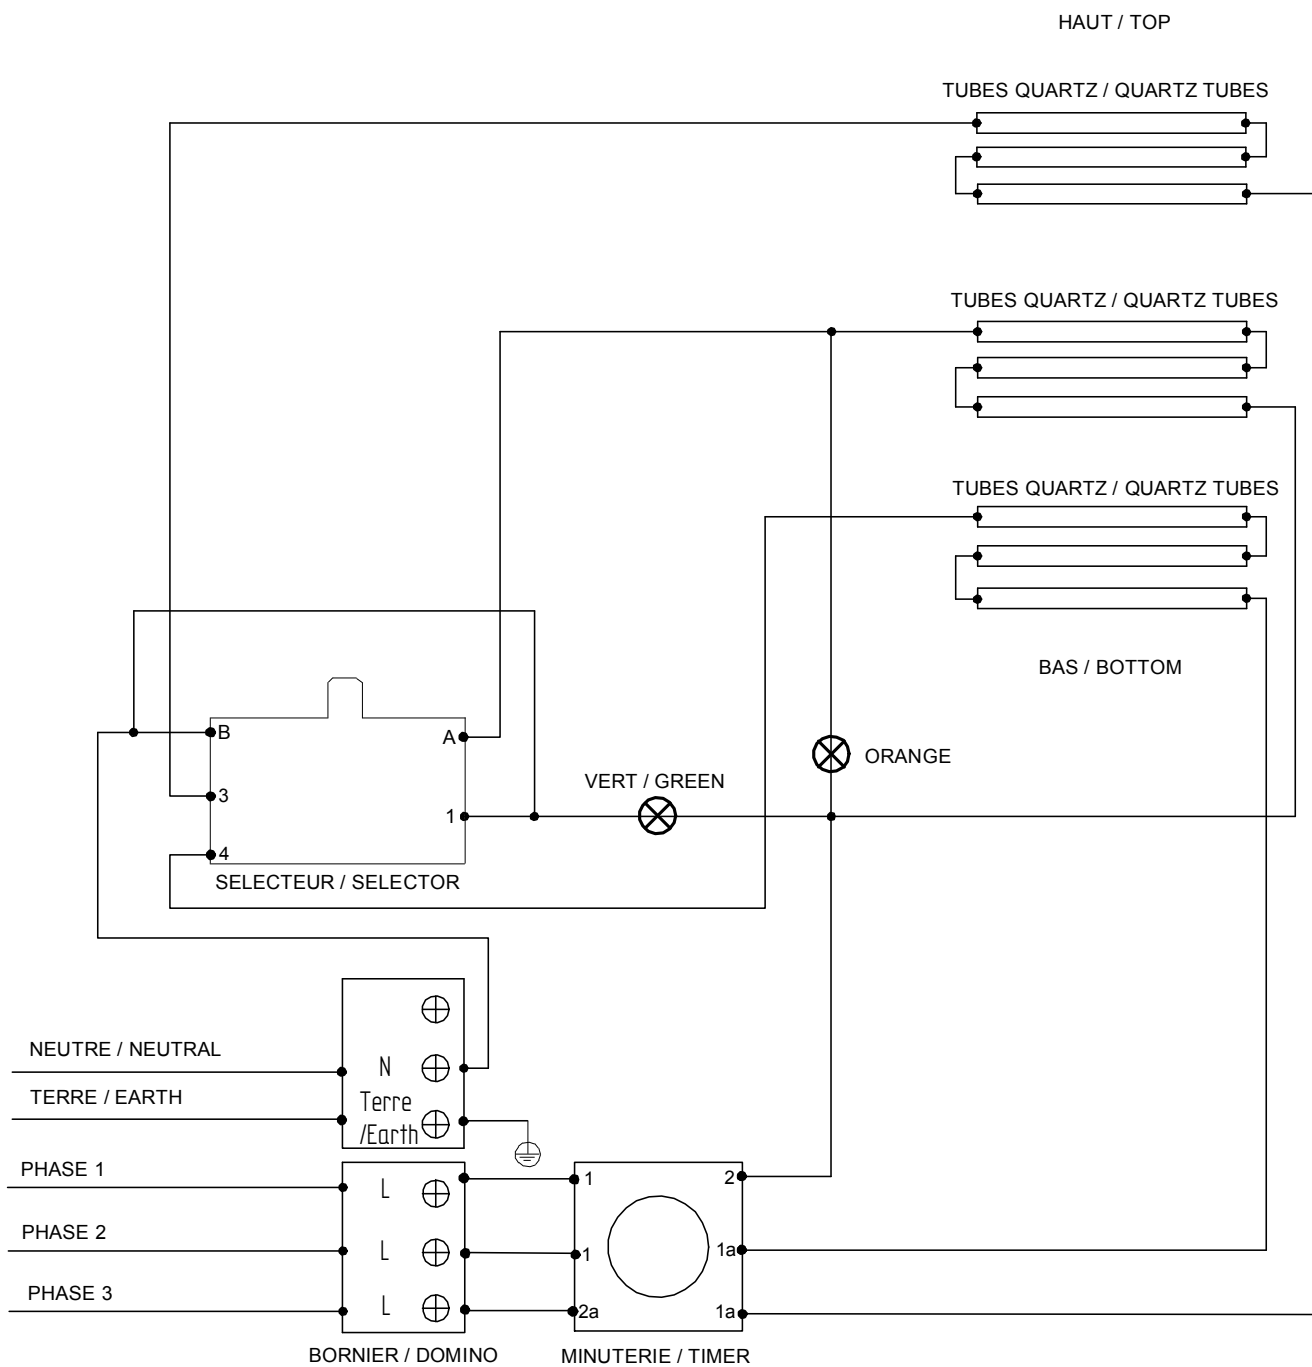 HAUT / TOP
TUBES QUARTZ / QUARTZ TUBES
TUBES QUARTZ / QUARTZ TUBES
TUBES QUARTZ / QUARTZ TUBES
BAS / BOTTOM
B
A
ORANGE
VERT / GREEN
3
1
4
SELECTEUR / SELECTOR
NEUTRE / NEUTRAL
N
TERRE / EARTH
Terre
/Earth
PHASE 1
L
1
2
PHASE 2
L
1
1a
PHASE 3
L
2a
1a
BORNIER / DOMINO
MINUTERIE / TIMER